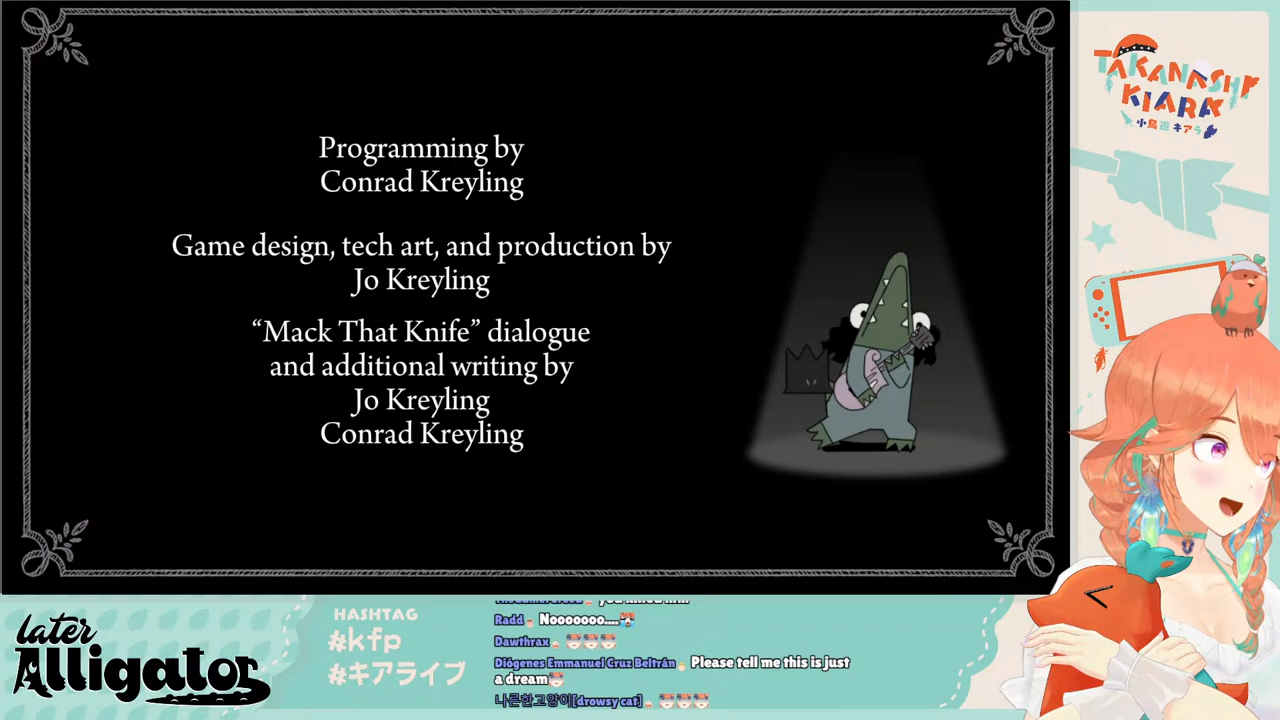 Programming by
Conrad Kreyling
Game design, tech art, and production by
Jo Kreyling
“Mack That Knife” dialogue
and additional writing by
Jo Kreyling
Conrad Kreyling
TAKANASHI
KIARA
小鳥遊 キアラ
later
Alligator
HASHTAG
#kfp
#キアライブ
Radd Nooooooo....
Dawthrax
Diógenes Emmanuel Cruz Beltrán Please tell me this is just
a dream
나른한고양이[drowsy cat]